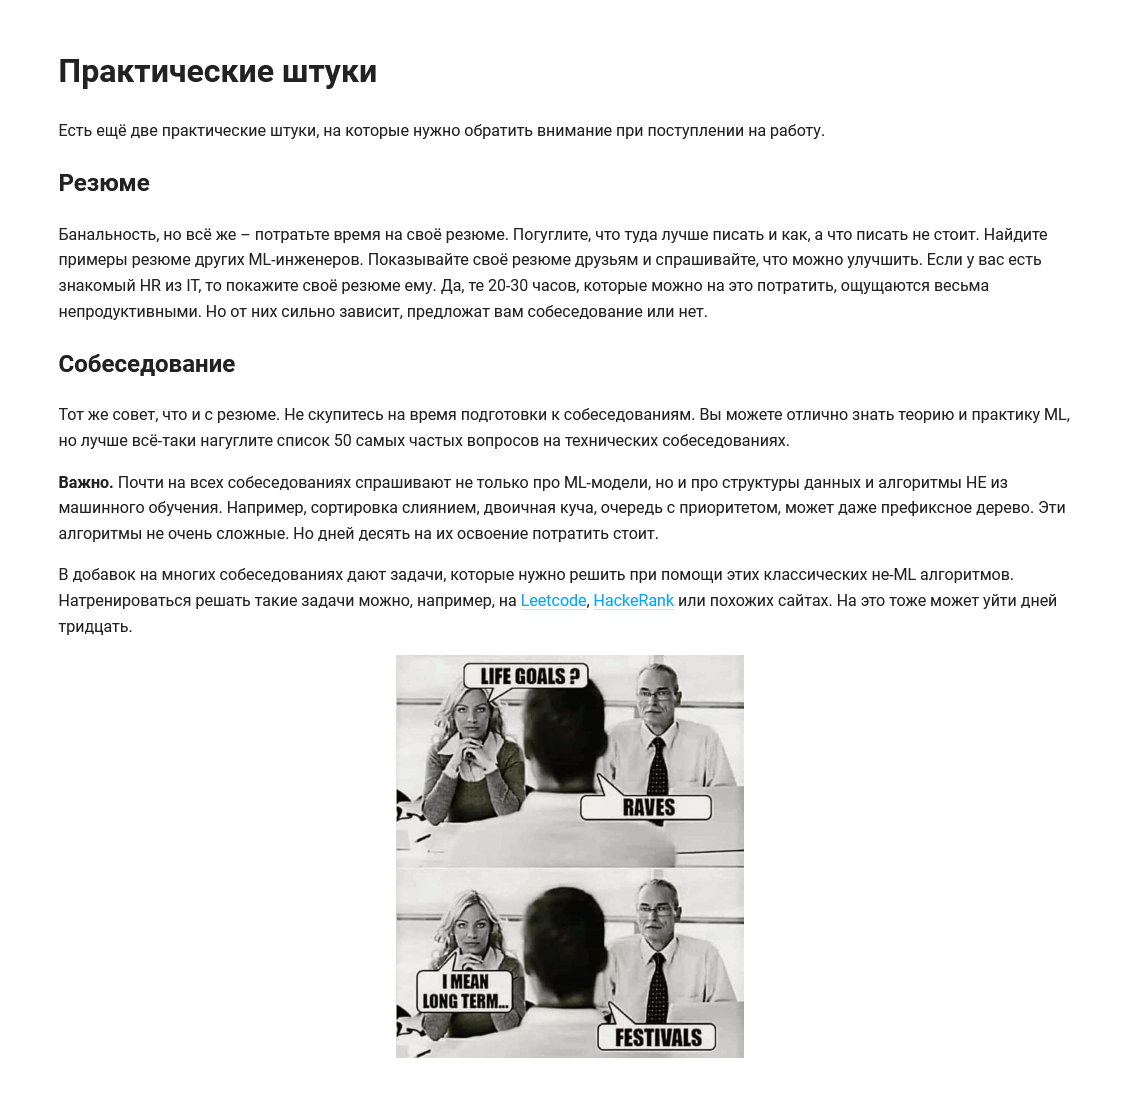 Практические штуки
Есть ещё две практические штуки, на которые нужно обратить внимание при поступлении на работу.
Резюме
Банальность, но всё же – потратьте время на своё резюме. Погуглите, что туда лучше писать и как, а что писать не стоит. Найдите
примеры резюме других ML-инженеров. Показывайте своё резюме друзьям и спрашивайте, что можно улучшить. Если у вас есть
знакомый HR из IT, то покажите своё резюме ему. Да, те 20-30 часов, которые можно на это потратить, ощущаются весьма
непродуктивными. Но от них сильно зависит, предложат вам собеседование или нет.
Собеседование
Тот же совет, что и с резюме. Не скупитесь на время подготовки к собеседованиям. Вы можете отлично знать теорию и практику ML,
но лучше всё-таки нагуглите список 50 самых частых вопросов на технических собеседованиях.
Важно. Почти на всех собеседованиях спрашивают не только про ML-модели, но и про структуры данных и алгоритмы НЕ из
машинного обучения. Например, сортировка слиянием, двоичная куча, очередь с приоритетом, может даже префиксное дерево. Эти
алгоритмы не очень сложные. Но дней десять на их освоение потратить стоит.
В добавок на многих собеседованиях дают задачи, которые нужно решить при помощи этих классических не-ML алгоритмов.
Натренироваться решать такие задачи можно, например, на Leetcode, HackeRank или похожих сайтах. На это тоже может уйти дней
тридцать.
LIFE GOALS ?
RAVES
I MEAN
LONG TERM...
FESTIVALS